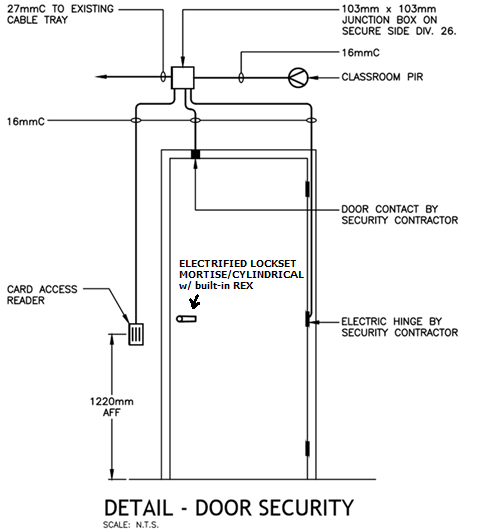 27mmC TO EXISTING
CABLE TRAY
103mm x 103mm
JUNCTION BOX ON
SECURE SIDE DIV. 26.
16mmC
CLASSROOM PIR
16mmC
DOOR CONTACT BY
SECURITY CONTRACTOR
ELECTRIFIED LOCKSET
MORTISE/CYLINDRICAL
w/ built-in REX
CARD ACCESS
READER
ELECTRIC HINGE BY
SECURITY CONTRACTOR
1220mm
AFF
DETAIL - DOOR SECURITY
SCALE: N.T.S.